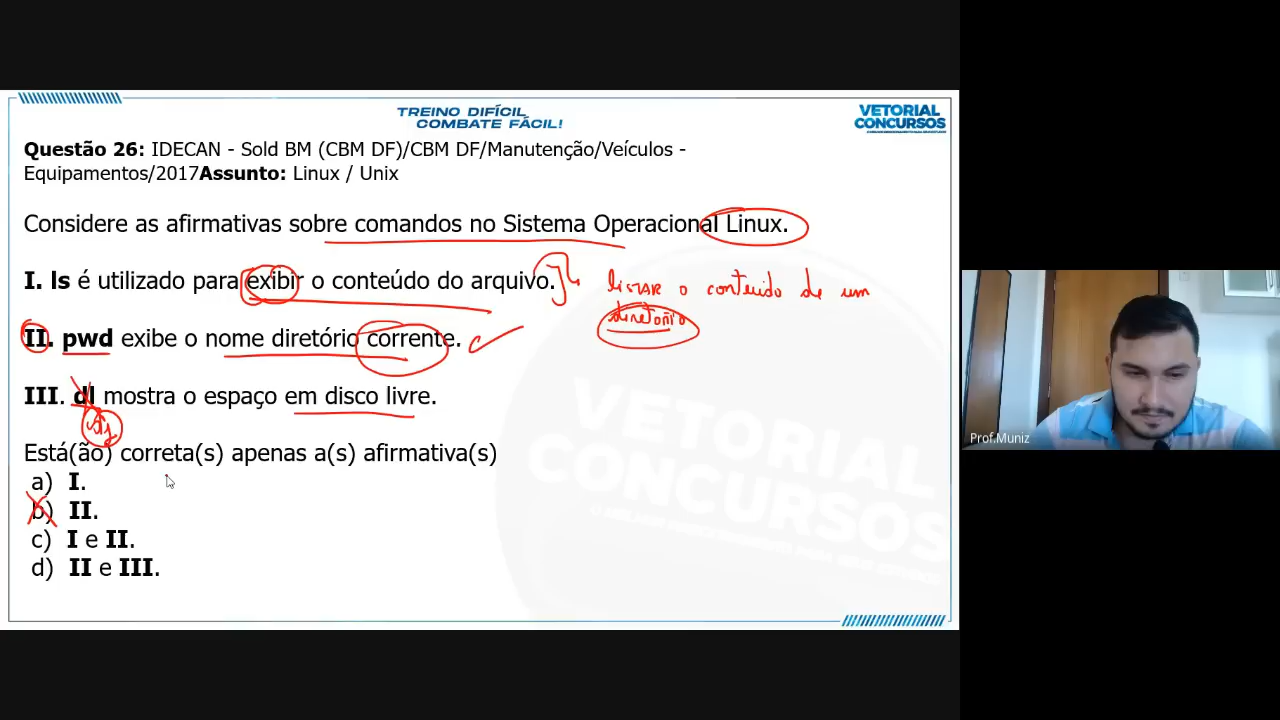 TREINO DIFÍCIL
COMBATE FÁCIL!
VETORIAL
CONCURSOS
Questão 26: IDECAN - Sold BM (CBM DF)/CBM DF/Manutenção/Veículos -
Equipamentos/2017Assunto: Linux / Unix
Considere as afirmativas sobre comandos no Sistema Operacional Linux.
I. ls é utilizado para exibir o conteúdo do arquivo.
listar o conteúdo de um
diretório
II. pwd exibe o nome diretório corrente.
III. dl mostra o espaço em disco livre.
df
Está(ão) correta(s) apenas a(s) afirmativa(s)
a) I.
b) II.
c) I e II.
d) II e III.
VETORIAL
CONCURSOS
Prof.Muniz